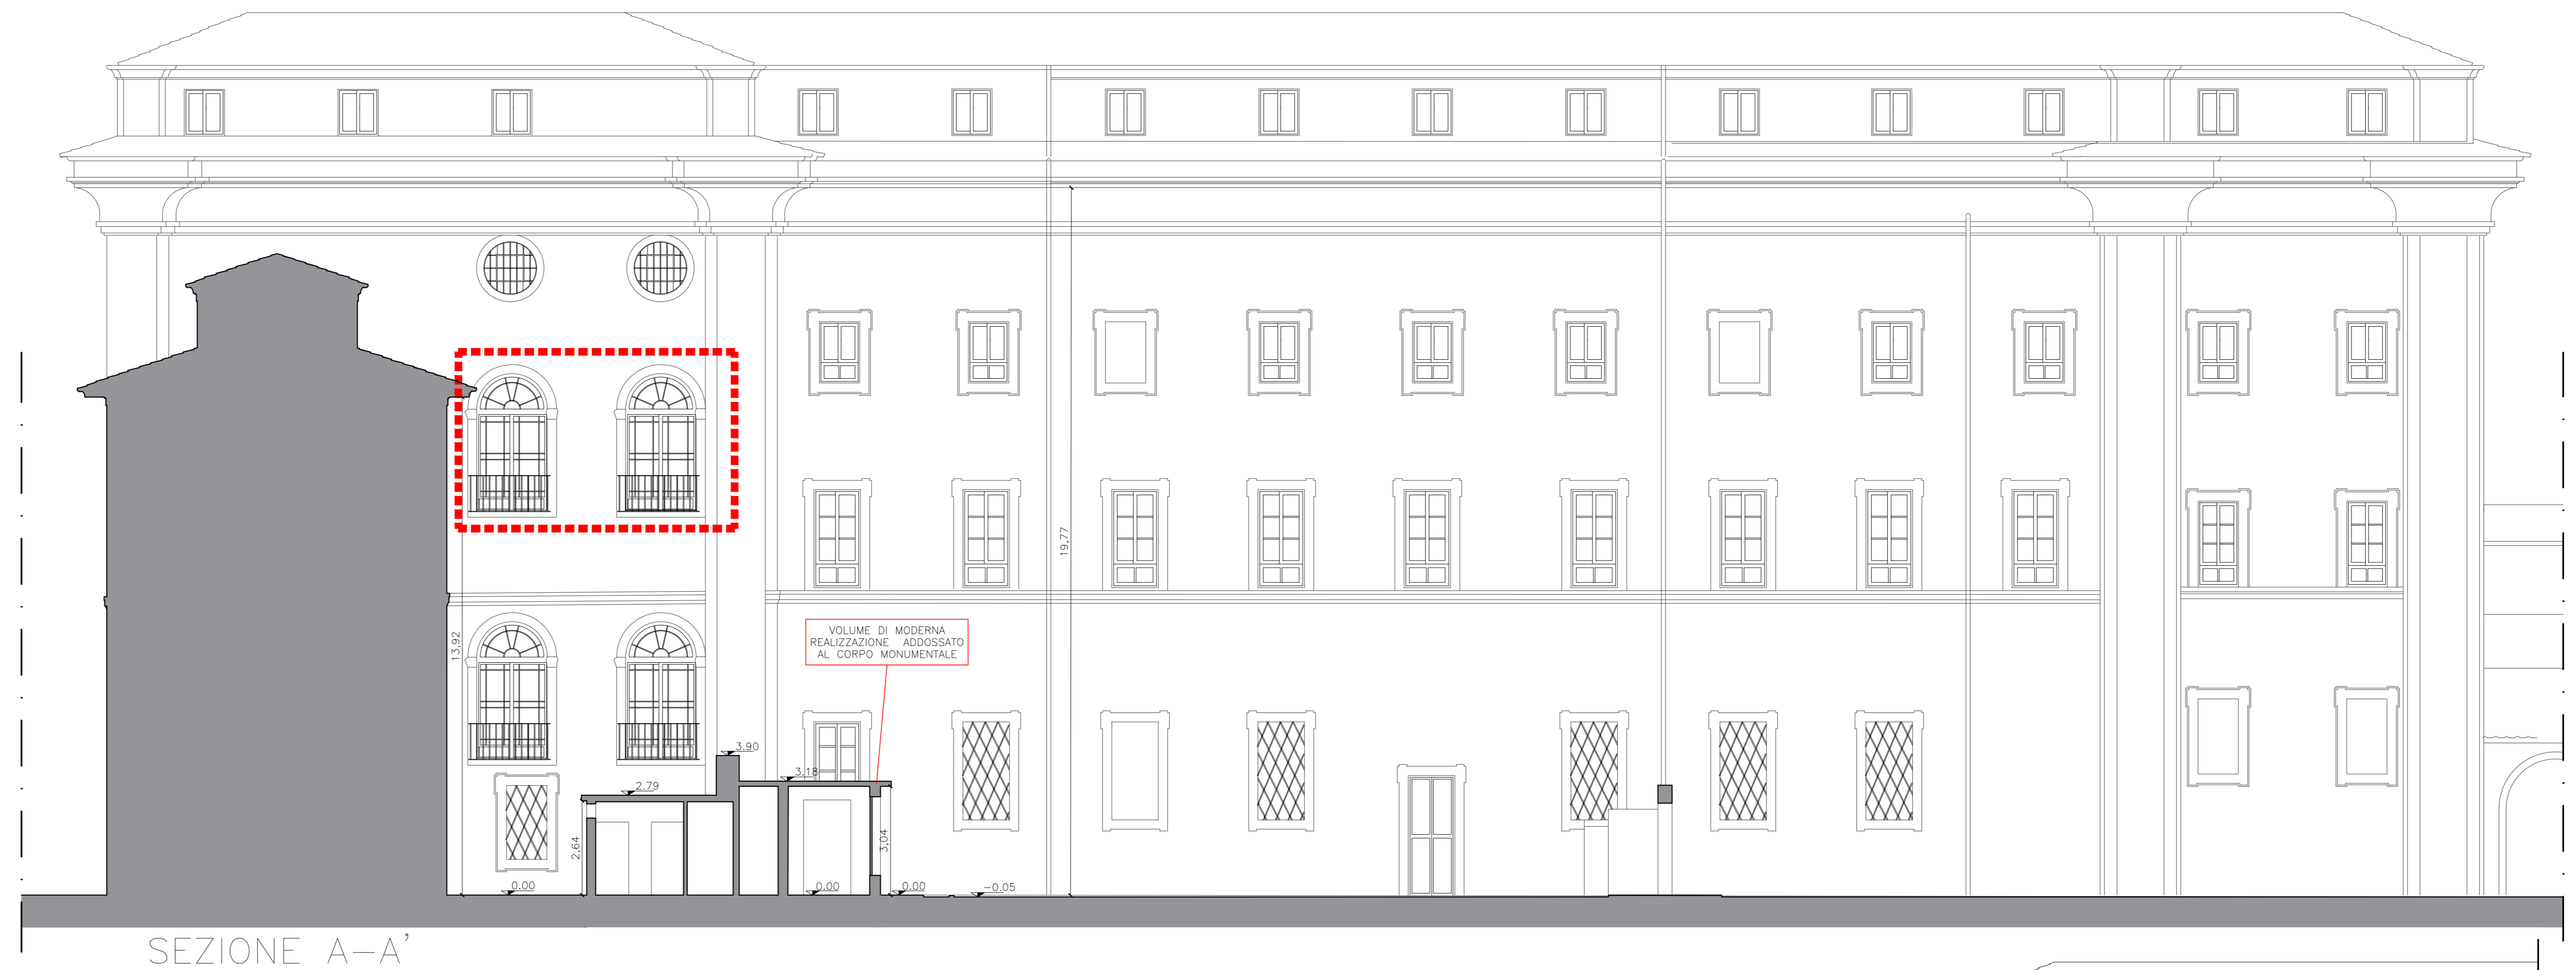 19,77
13,92
VOLUME DI MODERNA
REALIZZAZIONE ADDOSSATO
AL CORPO MONUMENTALE
3.90
3,18
2.79
2,64
3,04
0.00
0.00
0.00
-0.05
SEZIONE A-A'